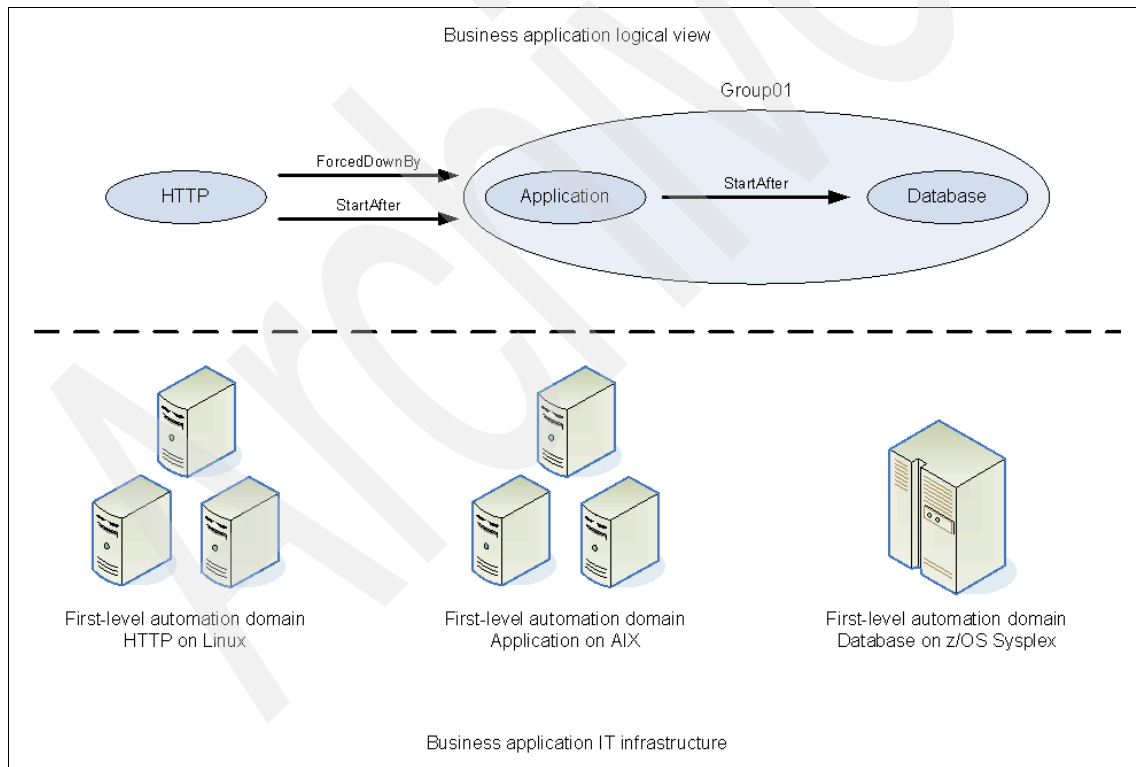 Business application logical view
Group01
ForcedDownBy
HTTP
StartAfter
Application
StartAfter
Database
First-level automation domain
HTTP on Linux
First-level automation domain
Application on AIX
First-level automation domain
Database on z/OS Sysplex
Business application IT infrastructure